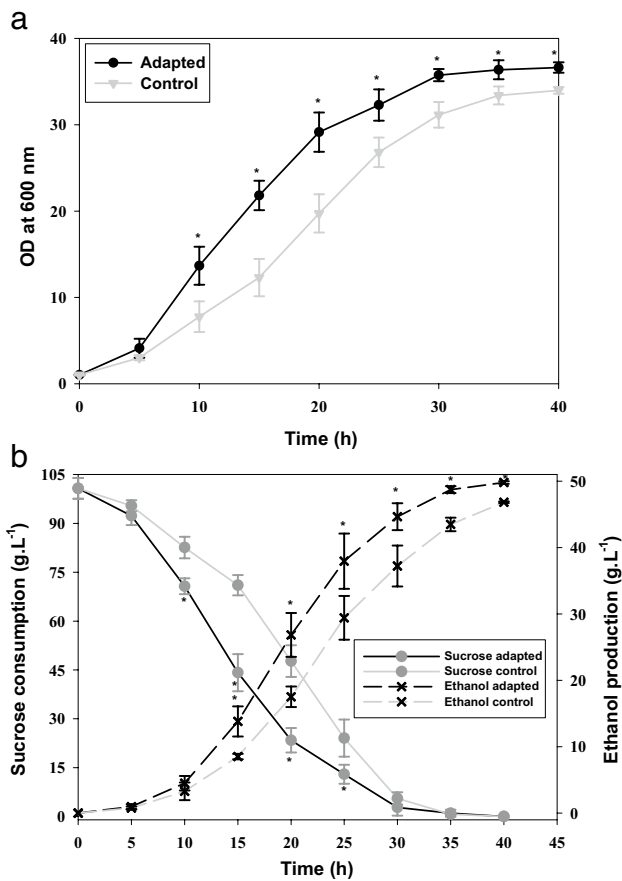 a
40
30
20
10
0
OD at 600 nm
Adapted
Control
* * * * * * *
0 10 20 30 40
Time (h)
b
105
90
75
60
45
30
15
0
Sucrose consumption (g.L-1)
50
40
30
20
10
0
Ethanol production (g.L-1)
Sucrose adapted
Sucrose control
Ethanol adapted
Ethanol control
* * * * * * * * * *
0 5 10 15 20 25 30 35 40 45
Time (h)